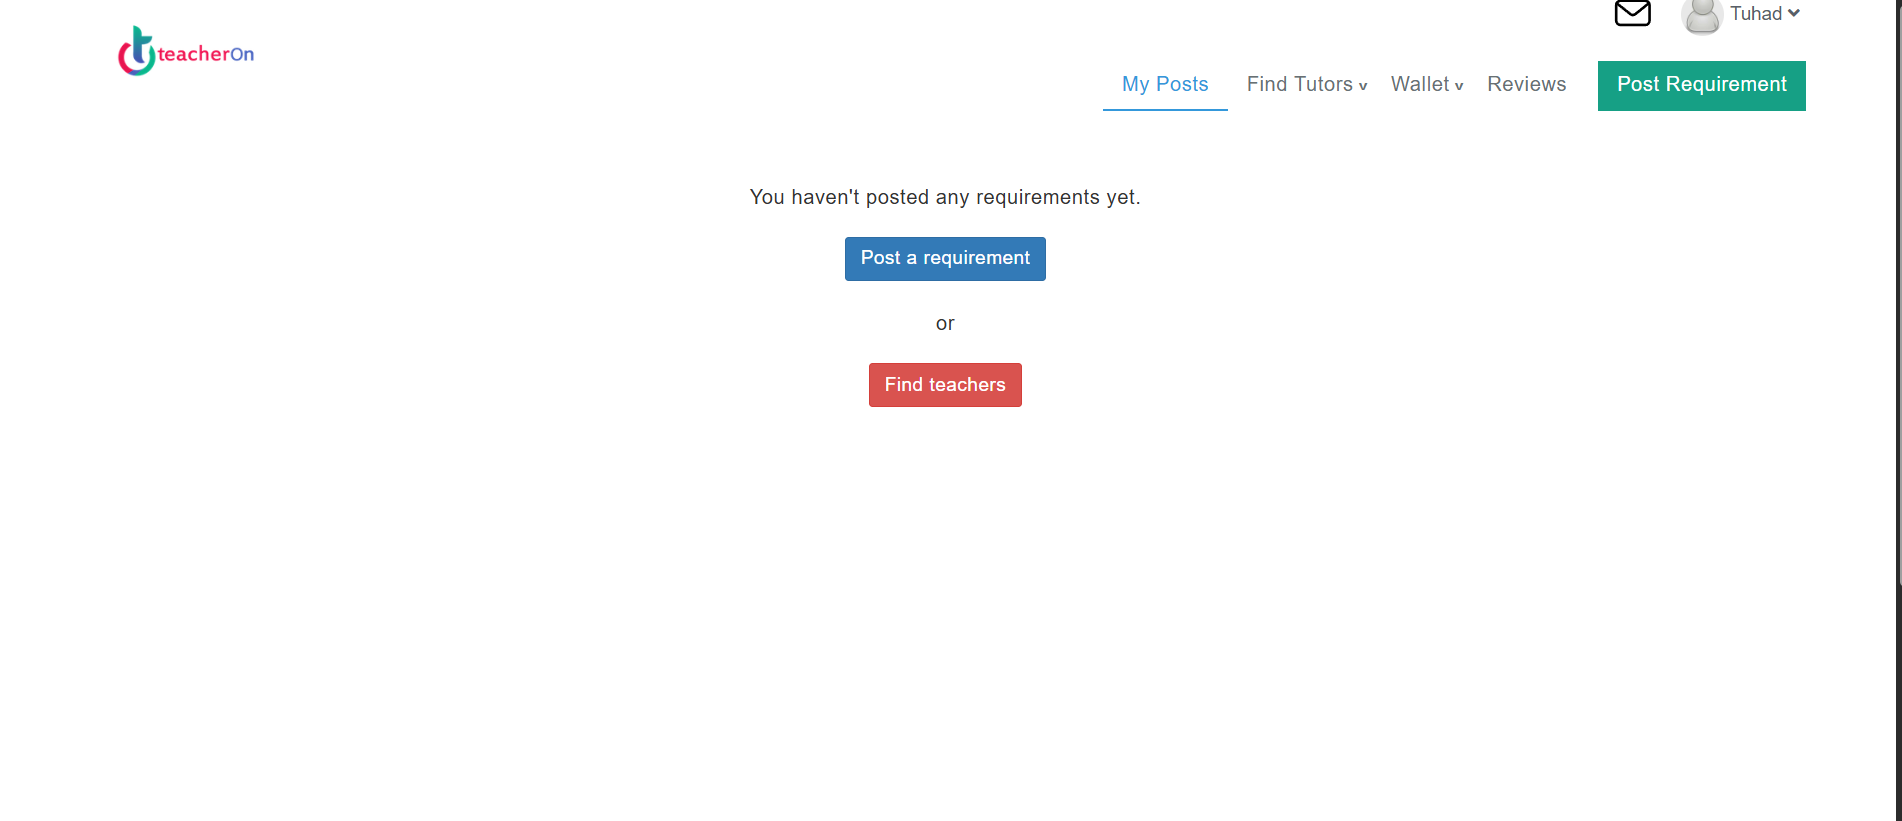 Tuhad
teacherOn
My Posts Find Tutors v Wallet v Reviews Post Requirement
You haven't posted any requirements yet.
Post a requirement
or
Find teachers